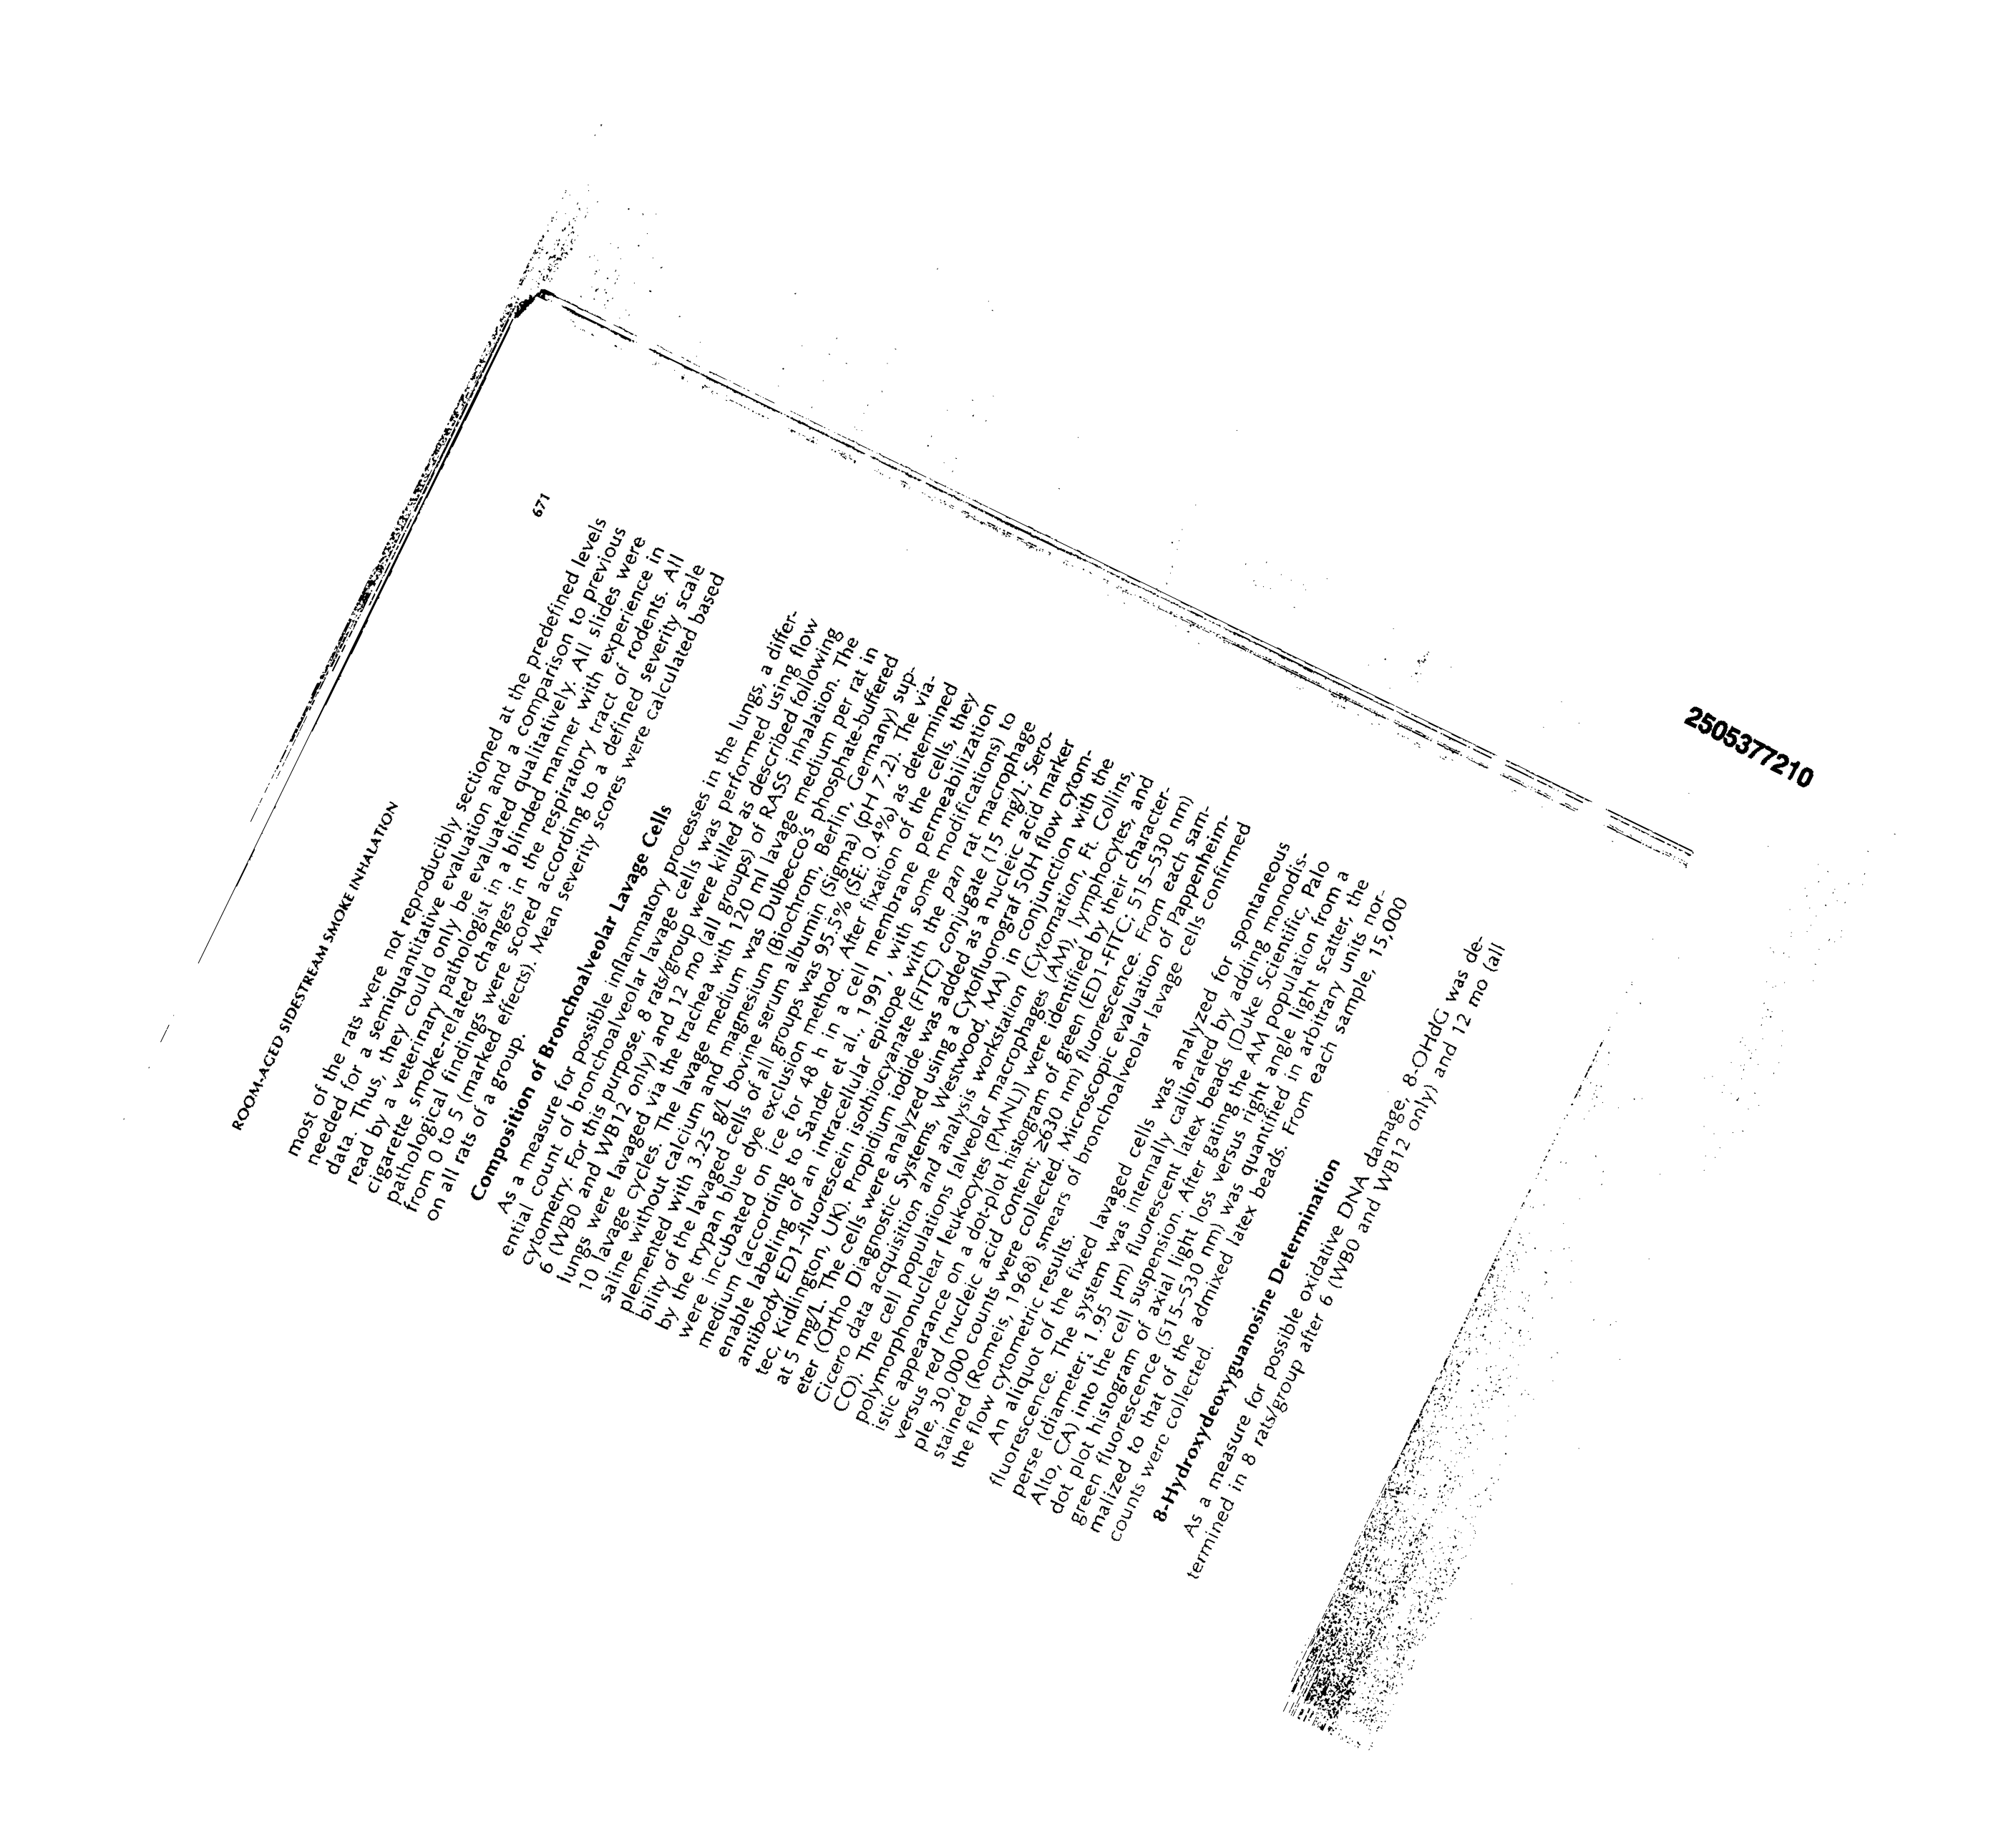 ROOM-AGED SIDESTREAM SMOKE INHALATION
671
most of the rats were not reproducibly sectioned at the predefined levels
needed for a semiquantitative evaluation and a comparison to previous
data. Thus, they could only be evaluated qualitatively. All slides were
read by a veterinary pathologist in a blinded manner with experience in
cigarette smoke-related changes in the respiratory tract of rodents. All
pathological findings were scored according to a defined severity scale
from 0 to 5 (marked effects). Mean severity scores were calculated based
on all rats of a group.
Composition of Bronchoalveolar Lavage Cells
As a measure for possible inflammatory processes in the lungs, a differ-
ential count of bronchoalveolar lavage cells was performed using flow
cytometry. For this purpose, 8 rats/group were killed as described following
6 (WB0 and WB12 only) and 12 mo (all groups) of RASS inhalation. The
lungs were lavaged via the trachea with 120 ml lavage medium per rat in
10 lavage cycles. The lavage medium was Dulbecco's phosphate-buffered
saline without calcium and magnesium (Biochrom, Berlin, Germany) sup-
plemented with 3.25 g/L bovine serum albumin (Sigma) (pH 7.2). The via-
bility of the lavaged cells of all groups was 95.5% (SE: 0.4%) as determined
by the trypan blue dye exclusion method. After fixation of the cells, they
were incubated on ice for 48 h in a cell membrane permeabilization
medium (according to Sander et al., 1991, with some modifications) to
enable labeling of an intracellular epitope with the pan rat macrophage
antibody ED1–fluorescein isothiocyanate (FITC) conjugate (15 mg/L; Sero-
tec, Kidlington, UK). Propidium iodide was added as a nucleic acid marker
at 5 mg/L. The cells were analyzed using a Cytofluorograf 50H flow cytom-
eter (Ortho Diagnostic Systems, Westwood, MA) in conjunction with the
Cicero data acquisition and analysis workstation (Cytomation, Ft. Collins,
CO). The cell populations [alveolar macrophages (AM), lymphocytes, and
polymorphonuclear leukocytes (PMNL)] were identified by their character-
istic appearance on a dot-plot histogram of green (ED1-FITC; 515–530 nm)
versus red (nucleic acid content; ≥630 nm) fluorescence. From each sam-
ple, 30,000 counts were collected. Microscopic evaluation of Pappenheim-
stained (Romeis, 1968) smears of bronchoalveolar lavage cells confirmed
the flow cytometric results.
An aliquot of the fixed lavaged cells was analyzed for spontaneous
fluorescence. The system was internally calibrated by adding monodis-
perse (diameter: 1.95 µm) fluorescent latex beads (Duke Scientific, Palo
Alto, CA) into the cell suspension. After gating the AM population from a
dot plot histogram of axial light loss versus right angle light scatter, the
green fluorescence (515–530 nm) was quantified in arbitrary units nor-
malized to that of the admixed latex beads. From each sample, 15,000
counts were collected.
8-Hydroxydeoxyguanosine Determination
As a measure for possible oxidative DNA damage, 8-OHdG was de-
termined in 8 rats/group after 6 (WB0 and WB12 only) and 12 mo (all
2505377210